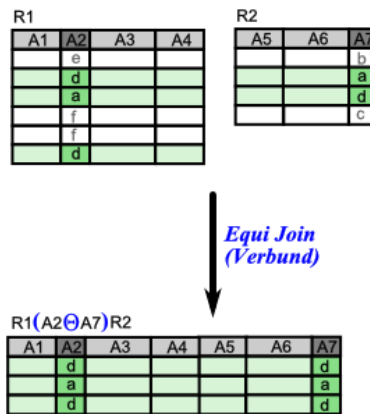 R1
A1 A2 A3 A4
e
d
a
f
f
d
R2
A5 A6 A7
b
a
d
c
Equi Join
(Verbund)
R1(A2ΘA7)R2
A1 A2 A3 A4 A5 A6 A7
d d
a a
d d